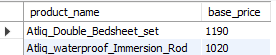 product_name base_price
Atliq_Double_Bedsheet_set 1190
Atliq_waterproof_Immersion_Rod 1020